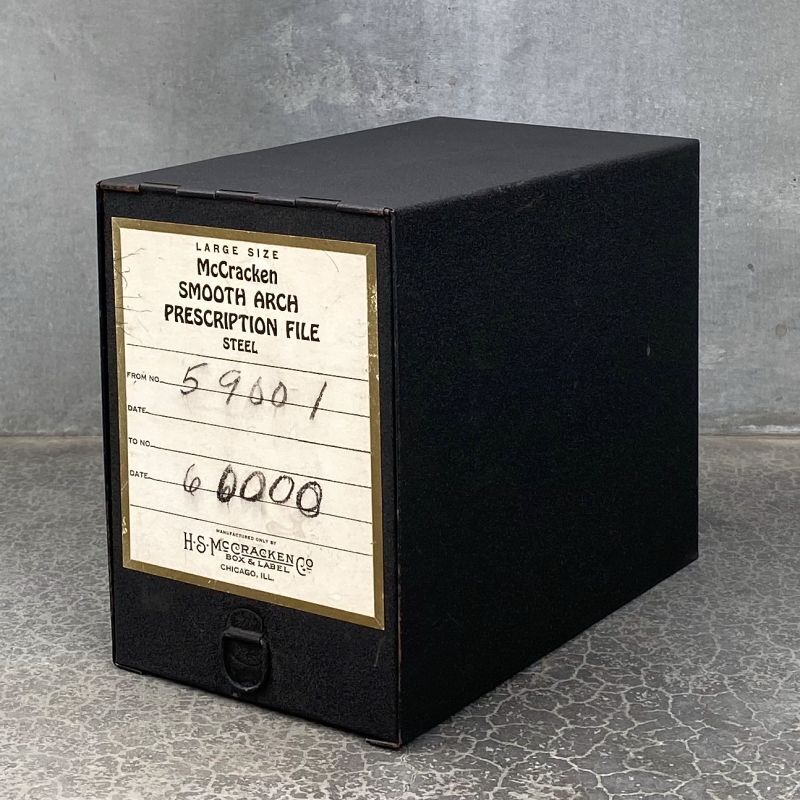 LARGE SIZE
McCracken
SMOOTH ARCH
PRESCRIPTION FILE
STEEL
FROM NO. 59001
DATE
TO NO.
DATE 60000
MANUFACTURED ONLY BY
H.S. McCRACKEN Co
BOX & LABEL
CHICAGO, ILL.